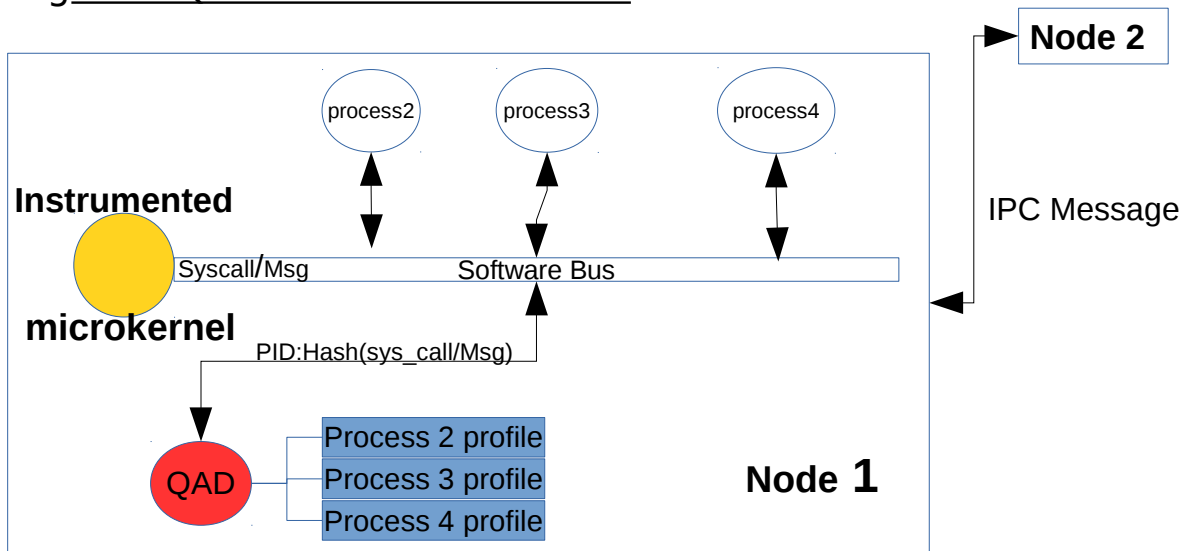 Node 2
process2
process3
process4
Instrumented
IPC Message
Syscall/Msg
Software Bus
microkernel
PID:Hash(sys_call/Msg)
Process 2 profile
QAD
Process 3 profile
Node 1
Process 4 profile